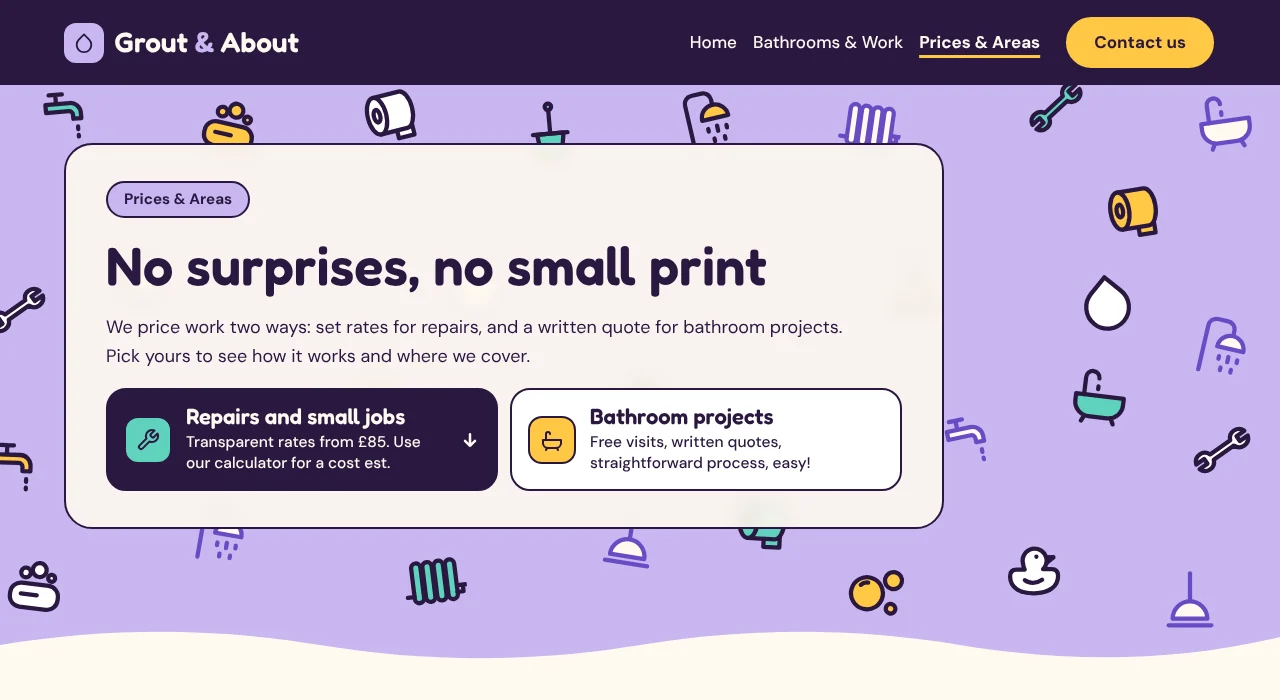 Grout & About
Home
Bathrooms & Work
Prices & Areas
Contact us
Prices & Areas
No surprises, no small print
We price work two ways: set rates for repairs, and a written quote for bathroom projects.
Pick yours to see how it works and where we cover.
Repairs and small jobs
Transparent rates from £85. Use
our calculator for a cost est.
Bathroom projects
Free visits, written quotes,
straightforward process, easy!